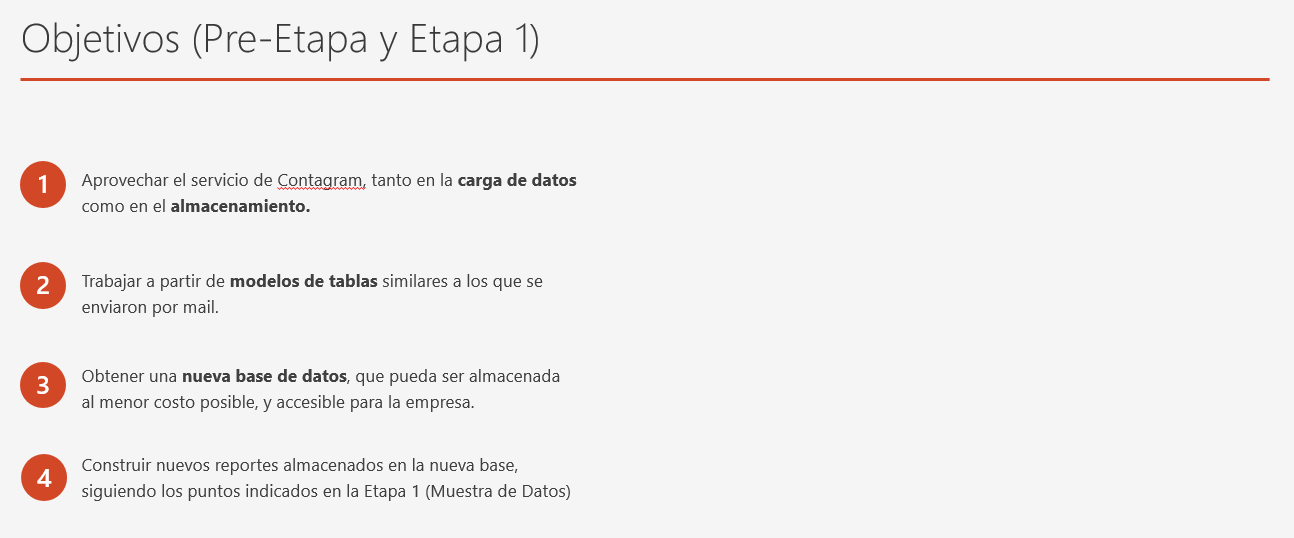 Objetivos (Pre-Etapa y Etapa 1)
1
Aprovechar el servicio de Contagram, tanto en la carga de datos
como en el almacenamiento.
2
Trabajar a partir de modelos de tablas similares a los que se
enviaron por mail.
3
Obtener una nueva base de datos, que pueda ser almacenada
al menor costo posible, y accesible para la empresa.
4
Construir nuevos reportes almacenados en la nueva base,
siguiendo los puntos indicados en la Etapa 1 (Muestra de Datos)